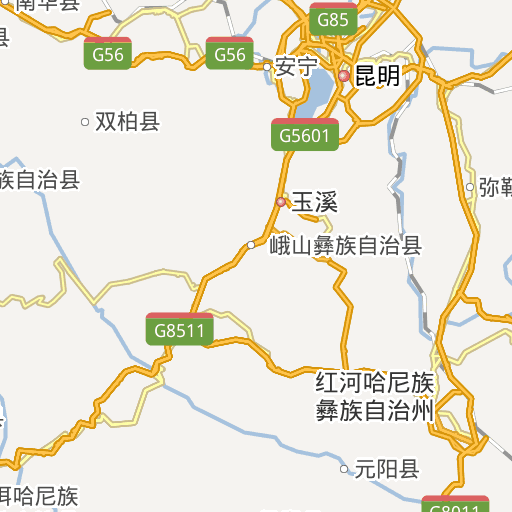 南华县
G85
县
G56
G56
安宁
昆明
双柏县
G5601
族自治县
弥勒
玉溪
峨山彝族自治县
G8511
红河哈尼族
彝族自治州
元阳县
洱哈尼族
G8011